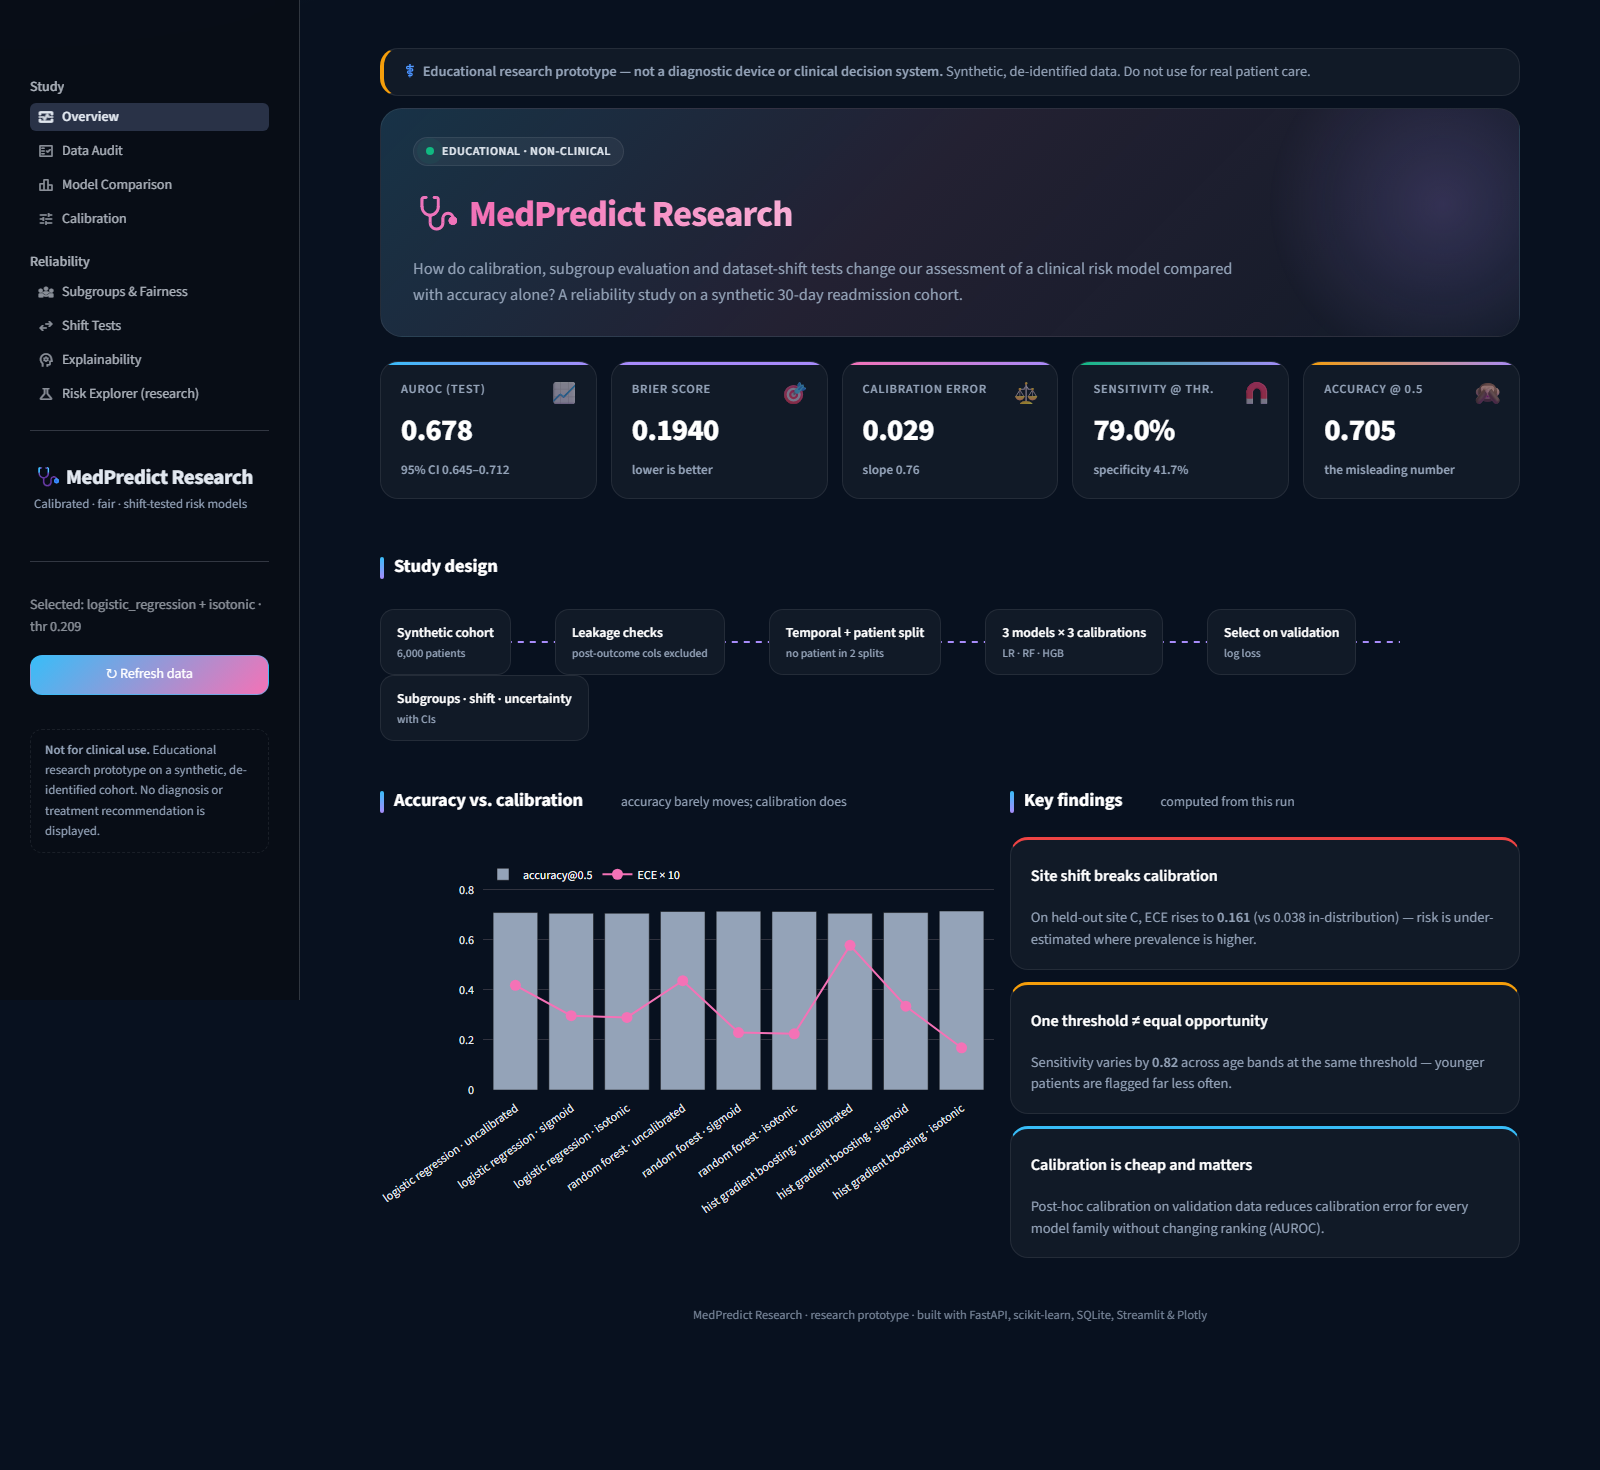 Study
Overview
Data Audit
Model Comparison
Calibration
Reliability
Subgroups & Fairness
Shift Tests
Explainability
Risk Explorer (research)
MedPredict Research
Calibrated · fair · shift-tested risk models
Selected: logistic_regression + isotonic ·
thr 0.209
↻ Refresh data
Not for clinical use. Educational
research prototype on a synthetic, de-
identified cohort. No diagnosis or
treatment recommendation is
displayed.
⚕ Educational research prototype — not a diagnostic device or clinical decision system. Synthetic, de-identified data. Do not use for real patient care.
EDUCATIONAL · NON-CLINICAL
MedPredict Research
How do calibration, subgroup evaluation and dataset-shift tests change our assessment of a clinical risk model compared
with accuracy alone? A reliability study on a synthetic 30-day readmission cohort.
AUROC (TEST)
0.678
95% CI 0.645–0.712
BRIER SCORE
0.1940
lower is better
CALIBRATION ERROR
0.029
slope 0.76
SENSITIVITY @ THR.
79.0%
specificity 41.7%
ACCURACY @ 0.5
0.705
the misleading number
Study design
Synthetic cohort
6,000 patients
Leakage checks
post-outcome cols excluded
Temporal + patient split
no patient in 2 splits
3 models × 3 calibrations
LR · RF · HGB
Select on validation
log loss
Subgroups · shift · uncertainty
with CIs
Accuracy vs. calibration
accuracy barely moves; calibration does
accuracy@0.5
ECE × 10
0.8
0.6
0.4
0.2
0
logistic regression · uncalibrated
logistic regression · sigmoid
logistic regression · isotonic
random forest · uncalibrated
random forest · sigmoid
random forest · isotonic
hist gradient boosting · uncalibrated
hist gradient boosting · sigmoid
hist gradient boosting · isotonic
Key findings
computed from this run
Site shift breaks calibration
On held-out site C, ECE rises to 0.161 (vs 0.038 in-distribution) — risk is under-
estimated where prevalence is higher.
One threshold ≠ equal opportunity
Sensitivity varies by 0.82 across age bands at the same threshold — younger
patients are flagged far less often.
Calibration is cheap and matters
Post-hoc calibration on validation data reduces calibration error for every
model family without changing ranking (AUROC).
MedPredict Research · research prototype · built with FastAPI, scikit-learn, SQLite, Streamlit & Plotly